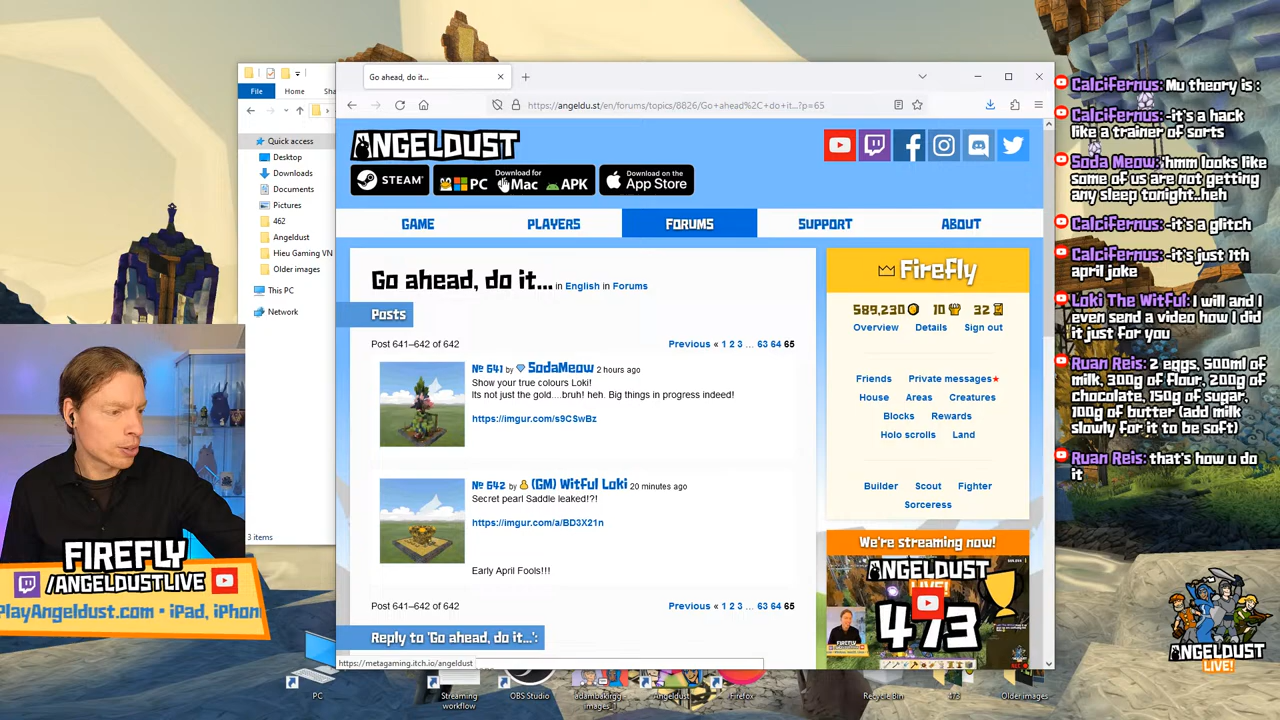 File
Home
Sha
Quick access
Desktop
Downloads
Documents
Pictures
462
Angeldust
Hieu Gaming VN
Older images
This PC
Network
3 items
Go ahead, do it...
https://angeldu.st/en/forums/topics/8826/Go+ahead%2C+do+it...?p=65
ANGELDUST
STEAM
Download for
PC Mac APK
Download on the
App Store
GAME
PLAYERS
FORUMS
SUPPORT
ABOUT
Go ahead, do it... in English in Forums
Posts
Post 641–642 of 642
Previous « 1 2 3 ... 63 64 65
№ 641 by SodaMeow 2 hours ago
Show your true colours Loki!
Its not just the gold....bruh! heh. Big things in progress indeed!
https://imgur.com/s9CSwBz
№ 642 by (GM) Witful Loki 20 minutes ago
Secret pearl Saddle leaked!?!
https://imgur.com/a/BD3X21n
Early April Fools!!!
Post 641–642 of 642
Previous « 1 2 3 ... 63 64 65
Reply to 'Go ahead, do it...':
https://metagaming.itch.io/angeldust
Firefly
589,230 10 32
Overview Details Sign out
Friends Private messages★
House Areas Creatures
Blocks Rewards
Holo scrolls Land
Builder Scout Fighter
Sorceress
We're streaming now!
ANGELDUST
LIVE!
473
Calcifernus: Mu theory is :
Calcifernus: -it's a hack
like a trainer of sorts
Soda Meow: hmm looks like
some of us are not getting
any sleep tonight..heh
Calcifernus: -it's a glitch
Calcifernus: -it's just 1th
april joke
Loki The Witful: I will and I
even send a video how I did
it just for you
Ruan Reis: 2 eggs, 500ml of
milk, 300g of flour, 200g of
chocolate, 150g of sugar,
100g of butter (add milk
slowly for it to be soft)
Ruan Reis: that's how u do
it
FIREFLY
/ANGELDUSTLIVE
PlayAngeldust.com • iPad, iPhon
ANGELDUST
LIVE!
PC
Streaming
workflow
OBS Studio
adambakirgg
images_1
Angeldust
Firefox
Recycle Bin
473
Older images